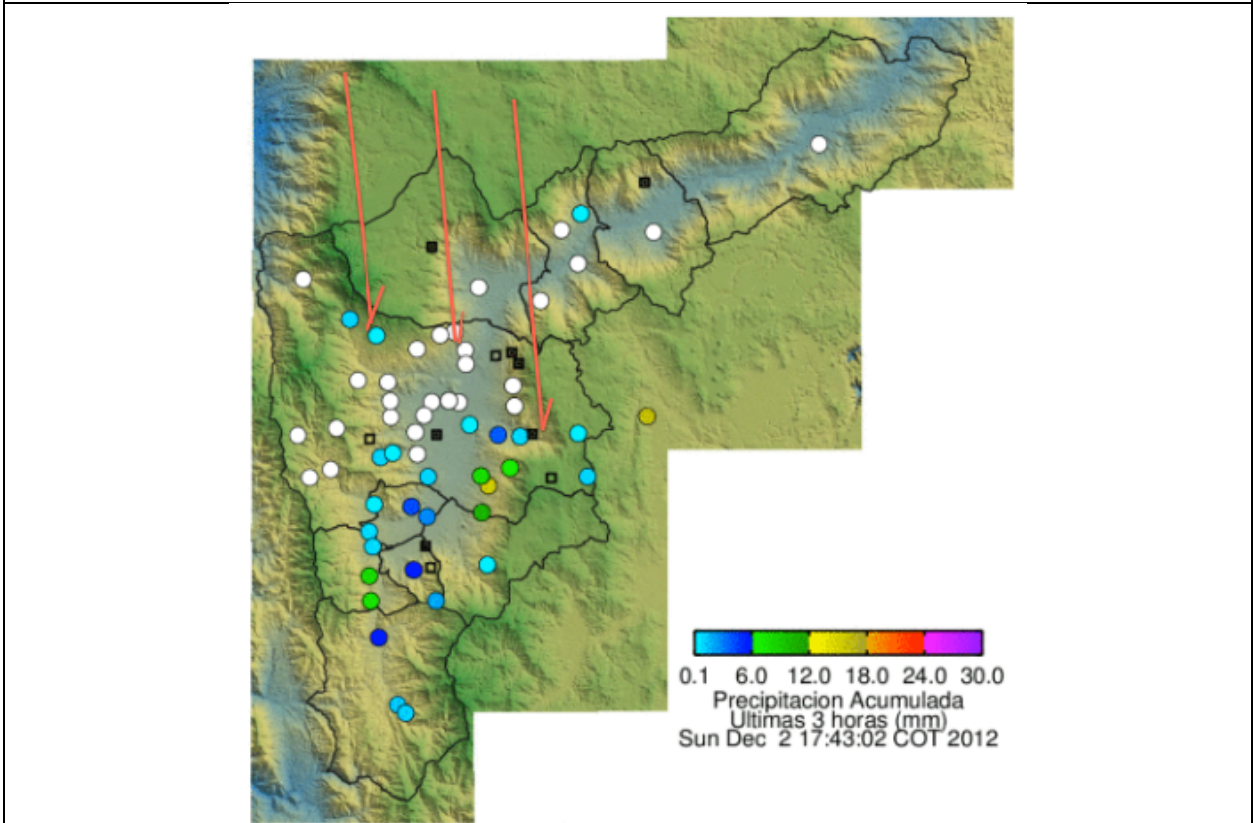 0.1 6.0 12.0 18.0 24.0 30.0
Precipitacion Acumulada
Ultimas 3 horas (mm)
Sun Dec 2 17:43:02 COT 2012